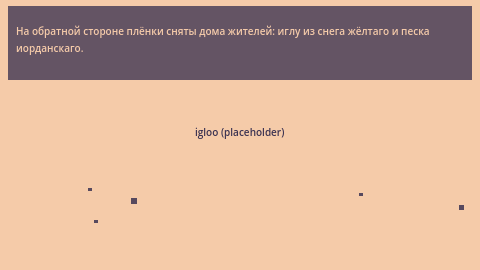 На обратной стороне плёнки сняты дома жителей: иглу из снега жёлтаго и песка
иорданскаго.
igloo (placeholder)